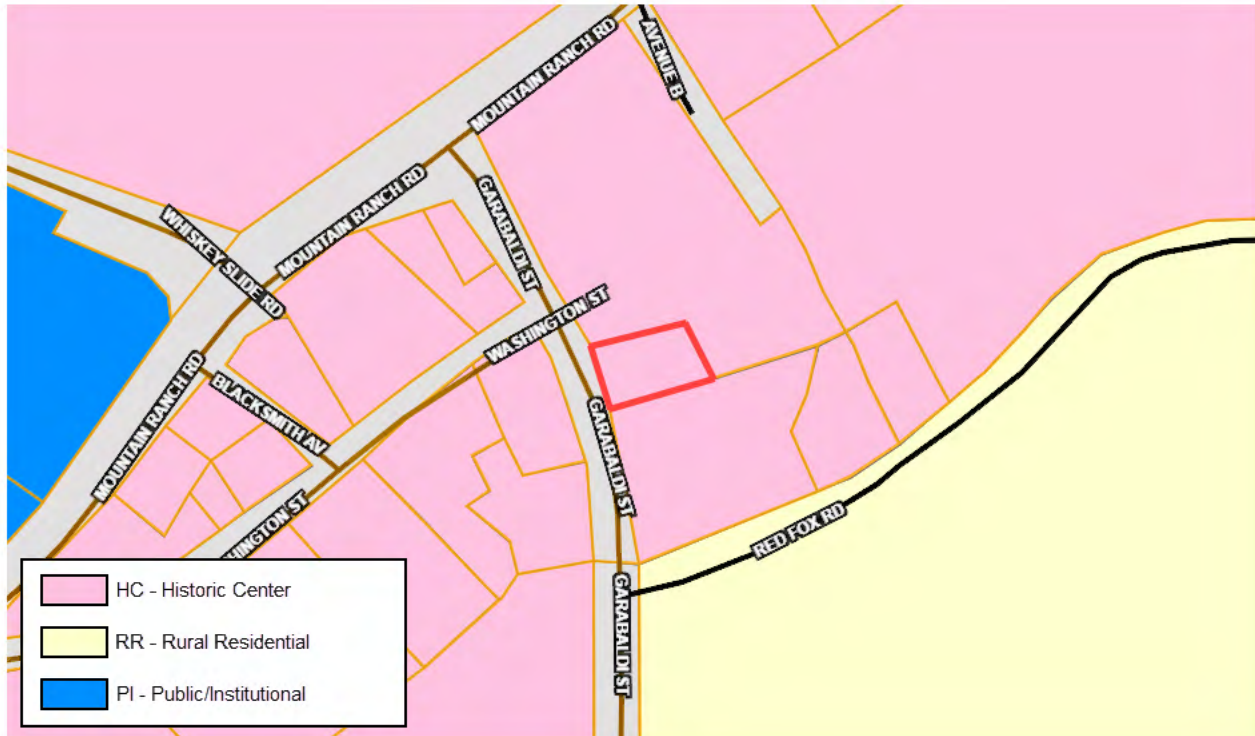 AVENUE B
MOUNTAIN RANCH RD
MOUNTAIN RANCH RD
GARABALDI ST
WHISKEY SLIDE RD
WASHINGTON ST
MOUNTAIN RANCH RD
BLACKSMITH AV
GARABALDI ST
HINGTON ST
RED FOX RD
GARABALDI ST
HC - Historic Center
RR - Rural Residential
PI - Public/Institutional